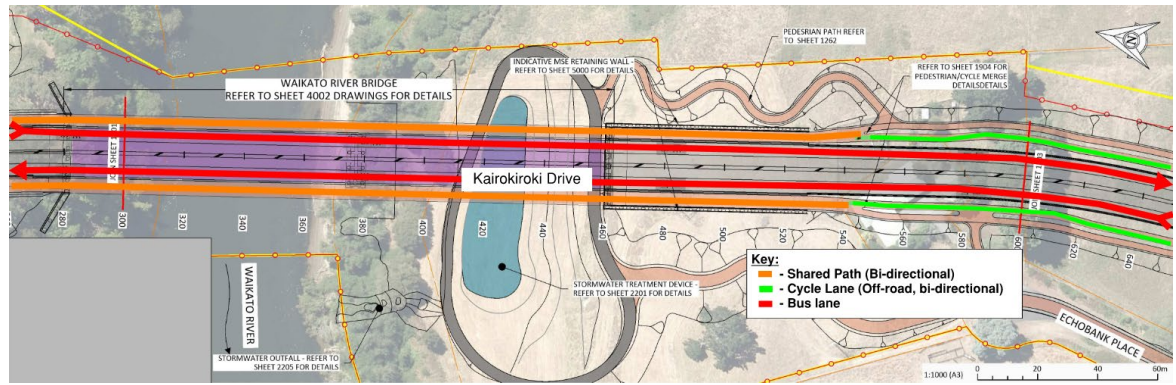 PEDESRIAN PATH REFER
TO SHEET 1262
INDICATIVE MSE RETAINING WALL -
REFER TO SHEET 5000 FOR DETAILS
REFER TO SHEET 1904 FOR
PEDESTRIAN/CYCLE MERGE
DETAILSDETAILS
WAIKATO RIVER BRIDGE
REFER TO SHEET 4002 DRAWINGS FOR DETAILS
N
Kairokiroki Drive
280
300
320
340
360
380
400
420
440
460
480
500
520
540
560
580
600
620
640
Key:
- Shared Path (Bi-directional)
- Cycle Lane (Off-road, bi-directional)
- Bus lane
STORMWATER TREATMENT DEVICE -
REFER TO SHEET 2201 FOR DETAILS
WAIKATO RIVER
STORMWATER OUTFALL - REFER TO
SHEET 2205 FOR DETAILS
ECHOBANK PLACE
1:1000 (A3)
0
20
40
60m